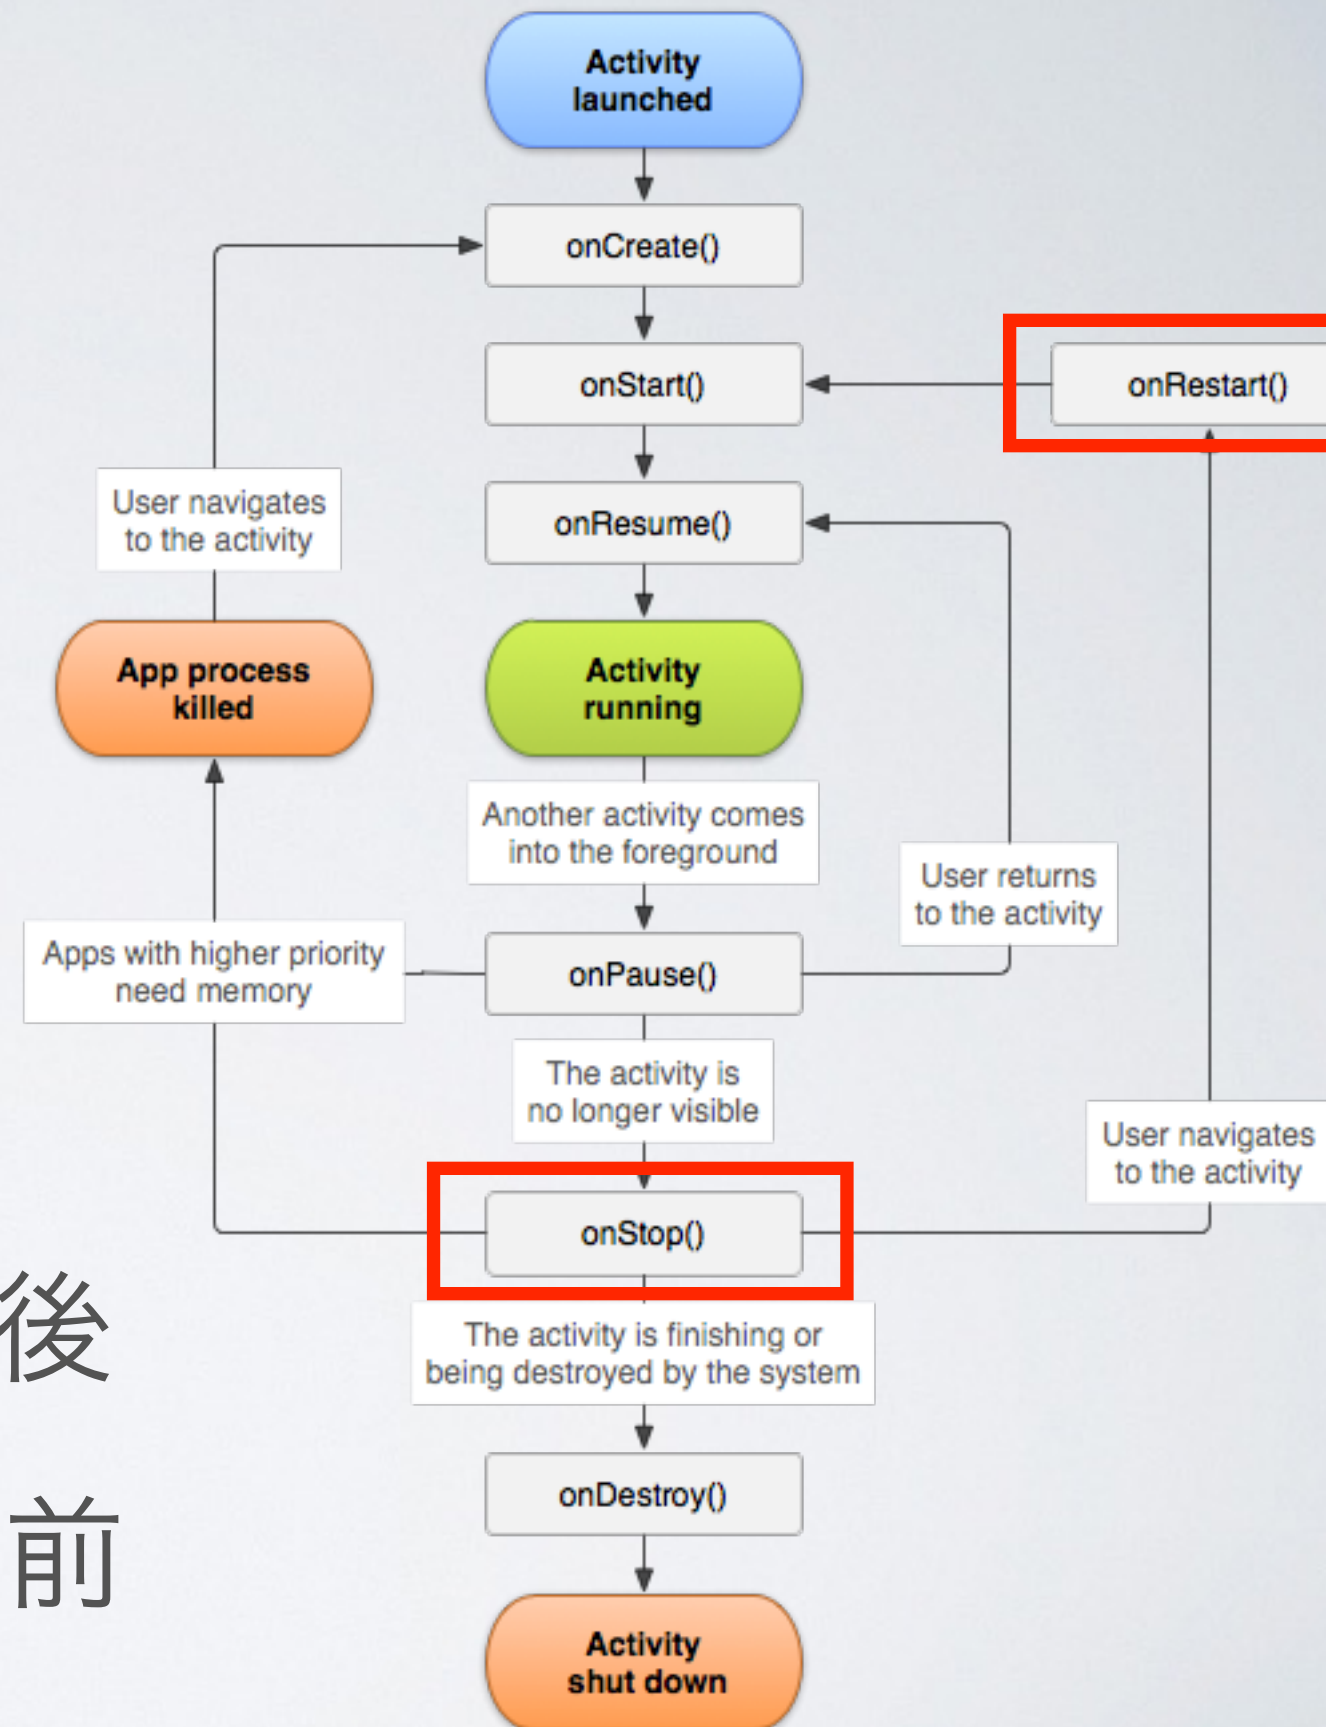 Activity
launched
onCreate()
onStart()
onRestart()
User navigates
to the activity
onResume()
App process
killed
Activity
running
Another activity comes
into the foreground
User returns
to the activity
Apps with higher priority
need memory
onPause()
The activity is
no longer visible
User navigates
to the activity
onStop()
後
The activity is finishing or
being destroyed by the system
onDestroy()
前
Activity
shut down